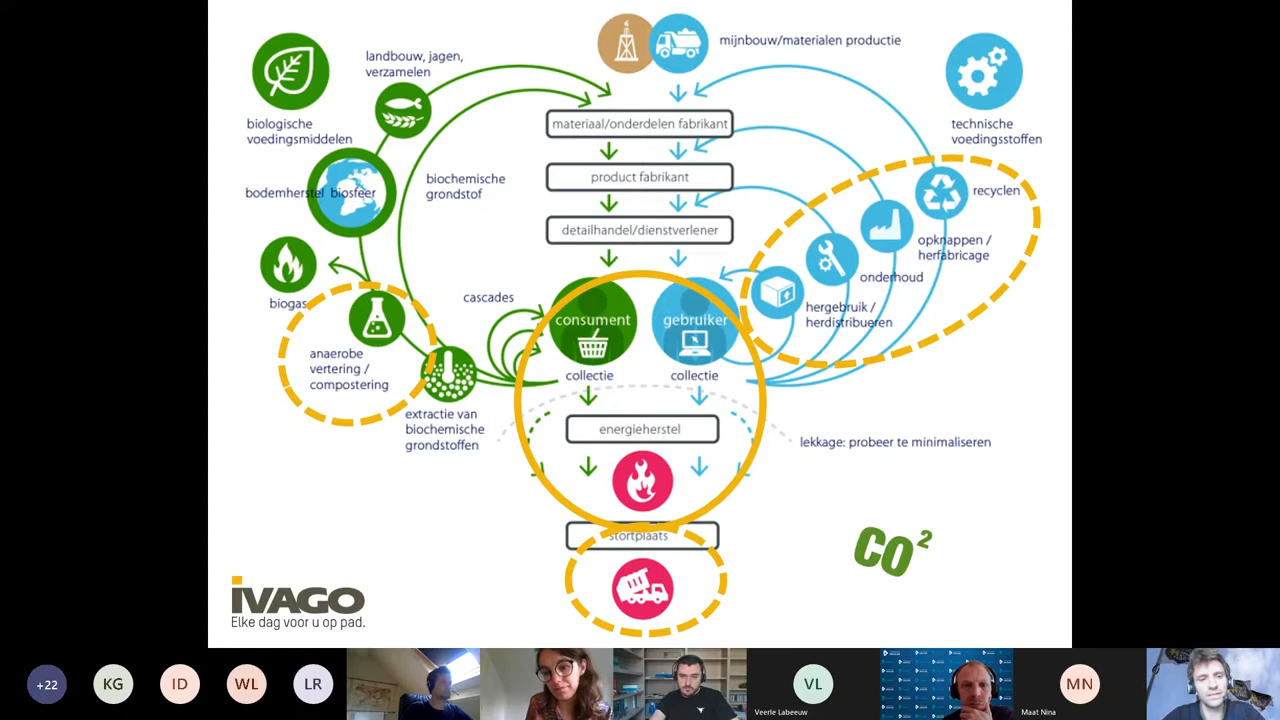 mijnbouw/materialen productie
landbouw, jagen,
verzamelen
biologische
voedingsmiddelen
technische
voedingsstoffen
materiaal/onderdelen fabrikant
biochemische
grondstof
product fabrikant
bodemherstel biosfeer
recyclen
detailhandel/dienstverlener
opknappen /
herfabricage
onderhoud
biogas
cascades
hergebruik /
herdistribueren
consument
gebruiker
anaerobe
vertering /
compostering
collectie
collectie
extractie van
biochemische
grondstoffen
energieherstel
lekkage: probeer te minimaliseren
stortplaats
CO²
iVAGO
Elke dag voor u op pad.
+22
KG
ID
WL
LR
VL
Veerle Labeeuw
MN
Maat Nina